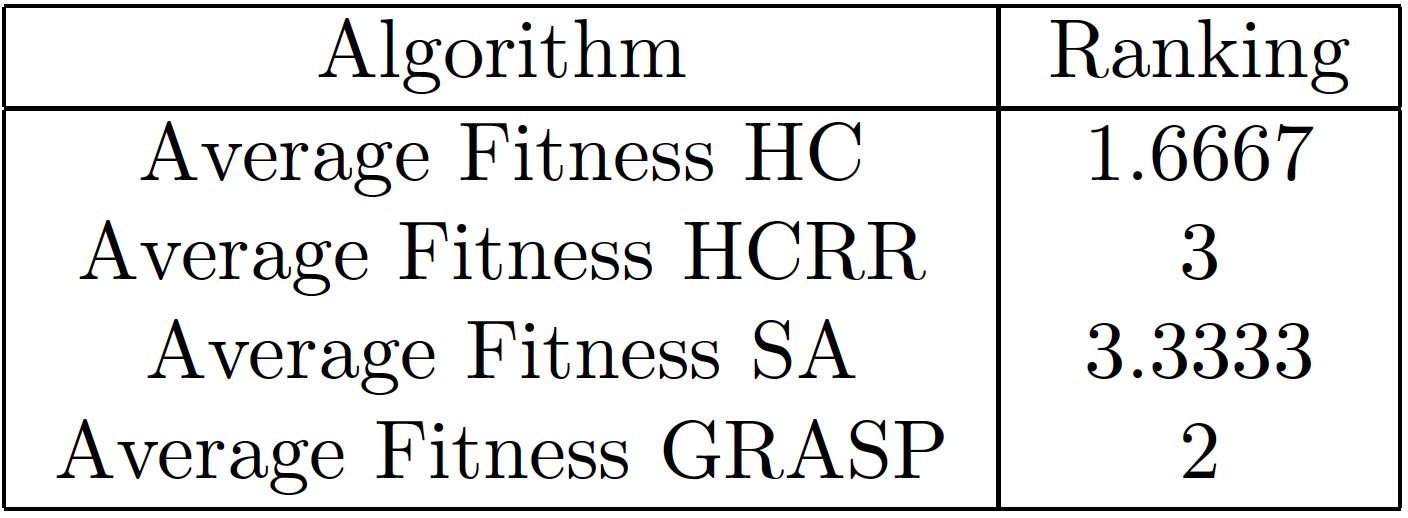 Algorithm Ranking
Average Fitness HC 1.6667
Average Fitness HCRR 3
Average Fitness SA 3.3333
Average Fitness GRASP 2